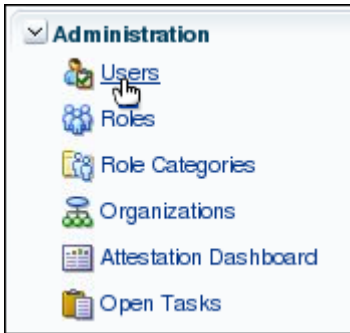 Administration
Users
Roles
Role Categories
Organizations
Attestation Dashboard
Open Tasks